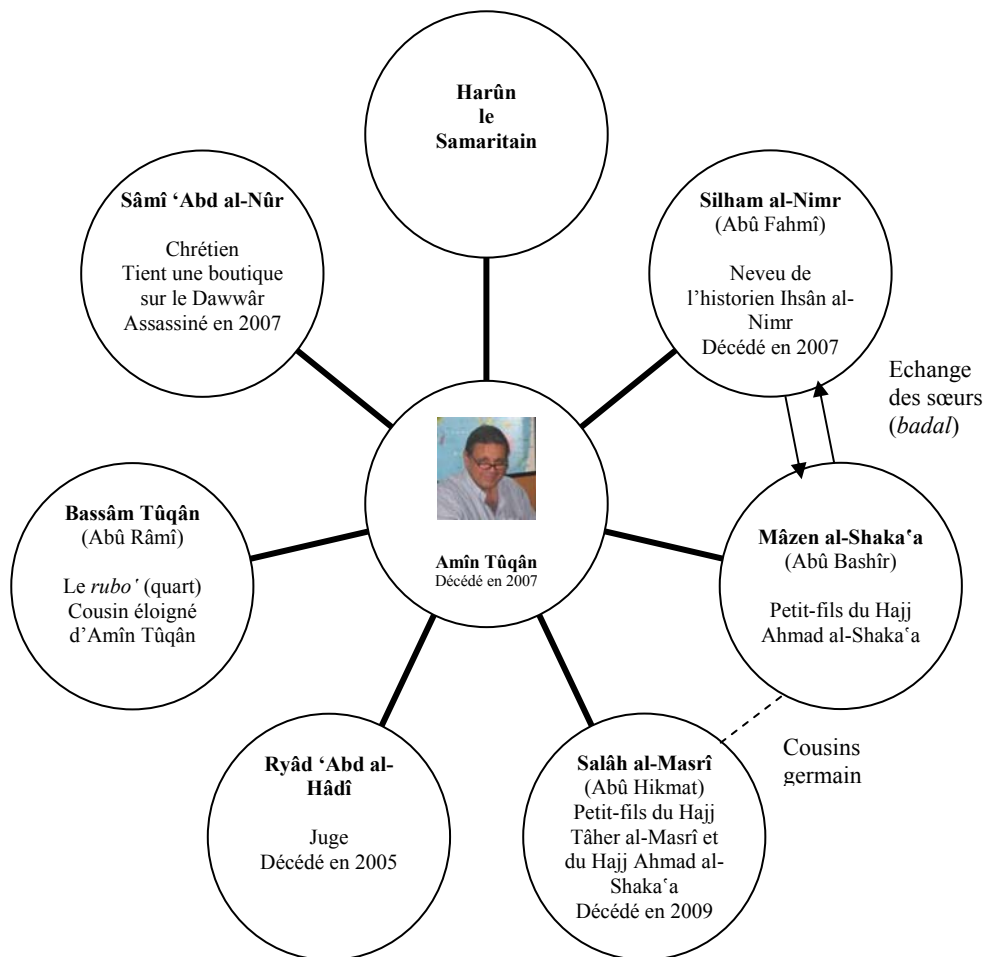 Harûn
le
Samaritain
Sâmî ‘Abd al-Nûr
Chrétien
Tient une boutique
sur le Dawwâr
Assassiné en 2007
Silham al-Nimr
(Abû Fahmî)
Neveu de
l’historien Ihsân al-
Nimr
Décédé en 2007
Echange
des sœurs
(badal)
Amîn Tûqân
Décédé en 2007
Bassâm Tûqân
(Abû Râmî)
Le rubo‛ (quart)
Cousin éloigné
d’Amîn Tûqân
Mâzen al-Shaka‛a
(Abû Bashîr)
Petit-fils du Hajj
Ahmad al-Shaka‛a
Cousins
germain
Ryâd ‘Abd al-
Hâdî
Juge
Décédé en 2005
Salâh al-Masrî
(Abû Hikmat)
Petit-fils du Hajj
Tâher al-Masrî et
du Hajj Ahmad al-
Shaka‛a
Décédé en 2009